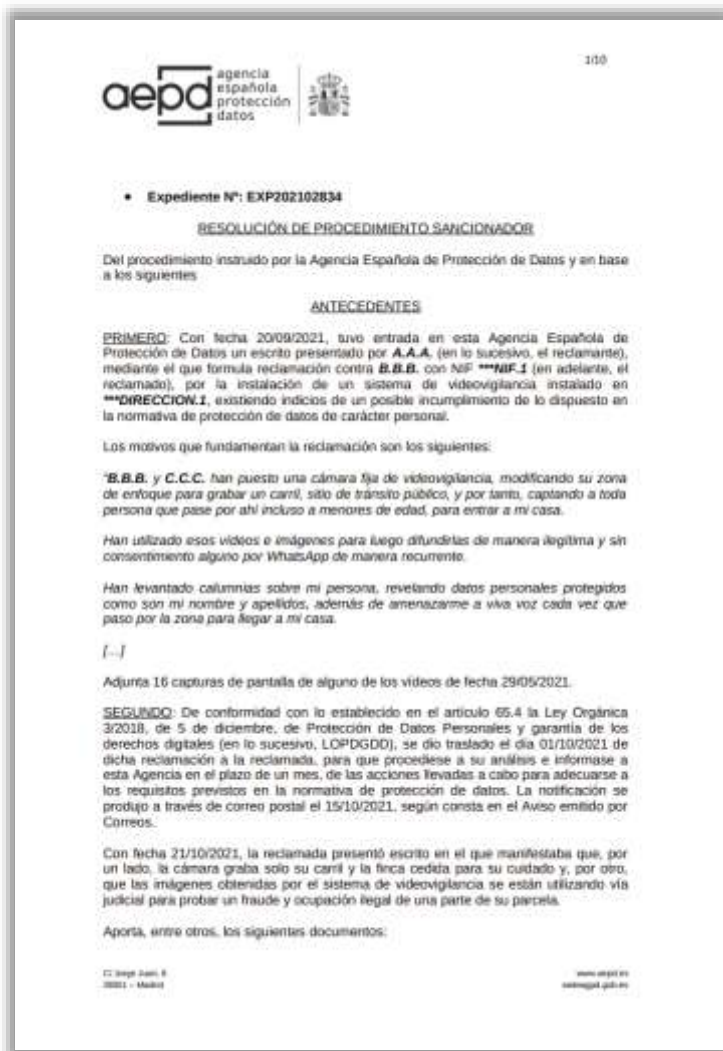 1/10
aepd
agencia
española
protección
datos
• Expediente Nº: EXP202102834
RESOLUCIÓN DE PROCEDIMIENTO SANCIONADOR
Del procedimiento instruido por la Agencia Española de Protección de Datos y en base
a los siguientes
ANTECEDENTES
PRIMERO: Con fecha 20/09/2021, tuvo entrada en esta Agencia Española de
Protección de Datos un escrito presentado por A.A.A. (en lo sucesivo, el reclamante),
mediante el que formula reclamación contra B.B.B. con NIF ***NIF.1 (en adelante, el
reclamado), por la instalación de un sistema de videovigilancia instalado en
***DIRECCION.1, existiendo indicios de un posible incumplimiento de lo dispuesto en
la normativa de protección de datos de carácter personal.
Los motivos que fundamentan la reclamación son los siguientes:
"B.B.B. y C.C.C. han puesto una cámara fija de videovigilancia, modificando su zona
de enfoque para grabar un carril, sitio de tránsito público, y por tanto, captando a toda
persona que pase por ahí incluso a menores de edad, para entrar a mi casa.
Han utilizado esos videos e imágenes para luego difundirlas de manera ilegítima y sin
consentimiento alguno por WhatsApp de manera recurrente.
Han levantado calumnias sobre mi persona, revelando datos personales protegidos
como son mi nombre y apellidos, además de amenazarme a viva voz cada vez que
paso por la zona para llegar a mi casa.
[...]
Adjunta 16 capturas de pantalla de alguno de los vídeos de fecha 29/05/2021.
SEGUNDO: De conformidad con lo establecido en el artículo 65.4 la Ley Orgánica
3/2018, de 5 de diciembre, de Protección de Datos Personales y garantía de los
derechos digitales (en lo sucesivo, LOPDGDD), se dio traslado el día 01/10/2021 de
dicha reclamación a la reclamada, para que procediese a su análisis e informase a
esta Agencia en el plazo de un mes, de las acciones llevadas a cabo para adecuarse a
los requisitos previstos en la normativa de protección de datos. La notificación se
produjo a través de correo postal el 15/10/2021, según consta en el Aviso emitido por
Correos.
Con fecha 21/10/2021, la reclamada presentó escrito en el que manifestaba que, por
un lado, la cámara graba solo su carril y la finca cedida para su cuidado y, por otro,
que las imágenes obtenidas por el sistema de videovigilancia se están utilizando vía
judicial para probar un fraude y ocupación ilegal de una parte de su parcela.
Aporta, entre otros, los siguientes documentos:
C/ Jorge Juan, 6
28001 – Madrid
www.aepd.es
sedeagpd.gob.es